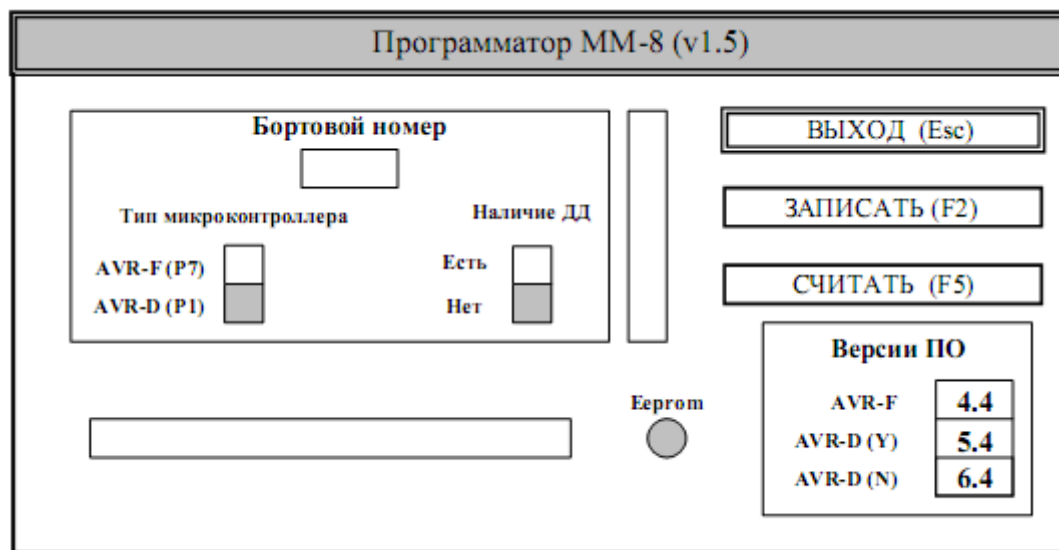 Программатор ММ-8 (v1.5)
Бортовой номер
Тип микроконтроллера
Наличие ДД
AVR-F (P7)
AVR-D (P1)
Есть
Нет
ВЫХОД (Esc)
ЗАПИСАТЬ (F2)
СЧИТАТЬ (F5)
Версии ПО
AVR-F 4.4
AVR-D (Y) 5.4
AVR-D (N) 6.4
Eeprom